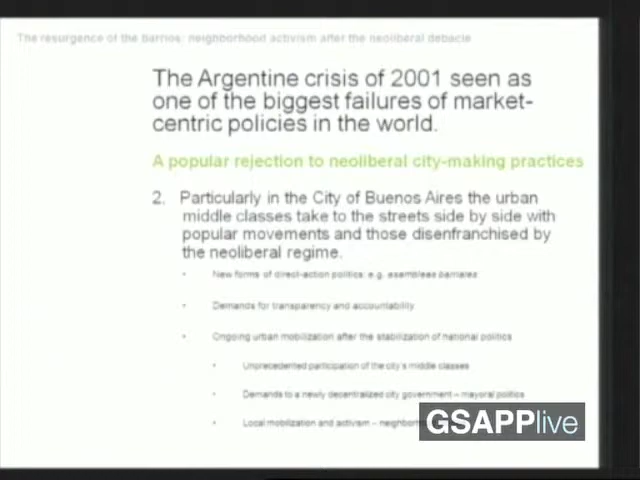 The resurgence of the barrios: neighborhood activism after the neoliberal debacle
The Argentine crisis of 2001 seen as
one of the biggest failures of market-
centric policies in the world.
A popular rejection to neoliberal city-making practices
2. Particularly in the City of Buenos Aires the urban
middle classes take to the streets side by side with
popular movements and those disenfranchised by
the neoliberal regime.
• New forms of direct-action politics: e.g. asambleas barriales
• Demands for transparency and accountability
• Ongoing urban mobilization after the stabilization of national politics
• Unprecedented participation of the city's middle classes
• Demands to a newly decentralized city government – mayoral politics
• Local mobilization and activism –
GSAPPlive